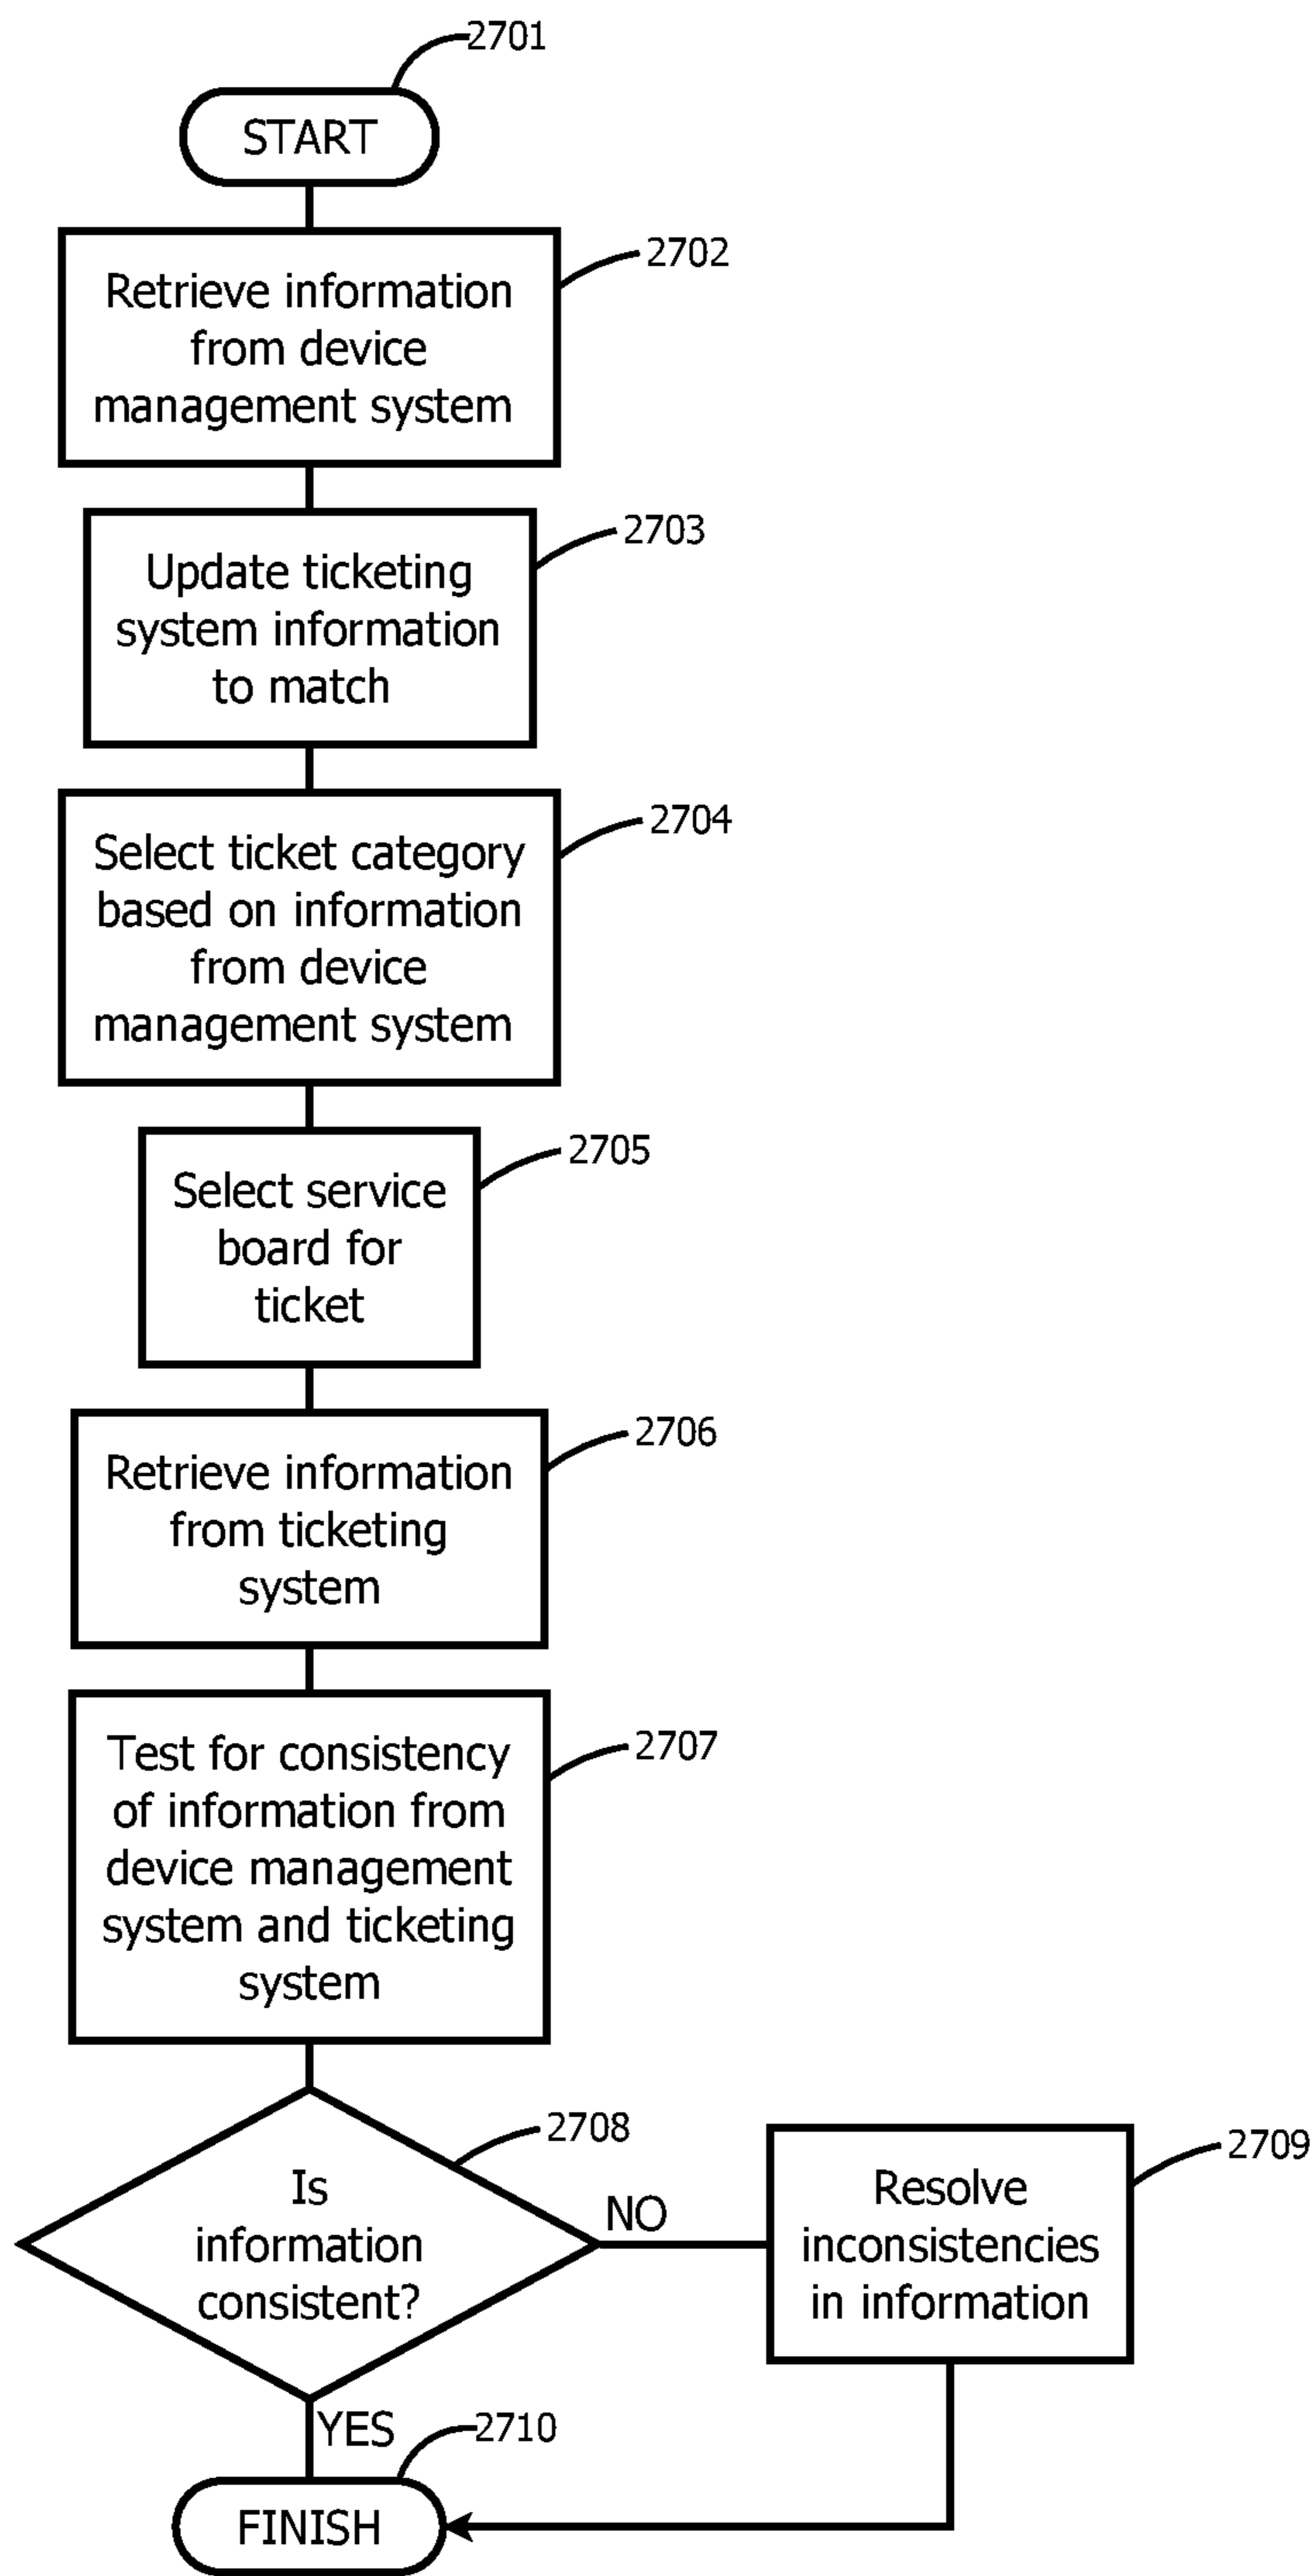 2701
START
2702
Retrieve information
from device
management system
2703
Update ticketing
system information
to match
2704
Select ticket category
based on information
from device
management system
2705
Select service
board for
ticket
2706
Retrieve information
from ticketing
system
2707
Test for consistency
of information from
device management
system and ticketing
system
2708
Is
information
consistent?
NO
2709
Resolve
inconsistencies
in information
YES
2710
FINISH